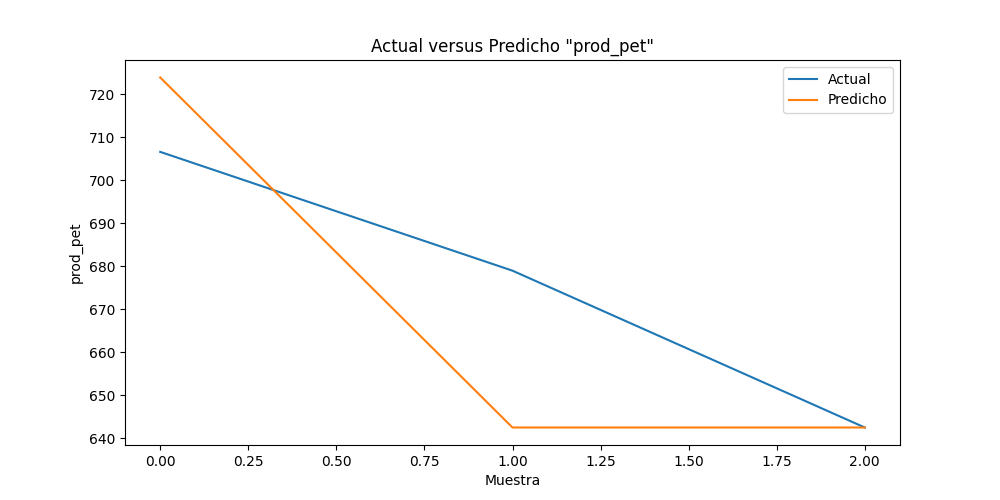 Actual versus Predicho "prod_pet"
Actual
Predicho
prod_pet
720
710
700
690
680
670
660
650
640
0.00 0.25 0.50 0.75 1.00 1.25 1.50 1.75 2.00
Muestra